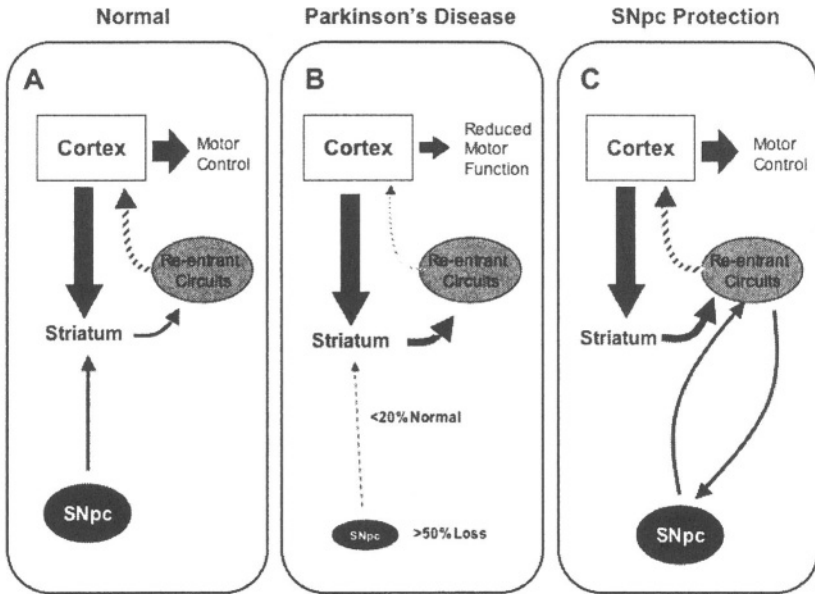 Normal
Parkinson's Disease
SNpc Protection
A
Cortex
Motor
Control
Re-entrant
Circuits
Striatum
SNpc
B
Cortex
Reduced
Motor
Function
Re-entrant
Circuits
Striatum
<20% Normal
SNpc
>50% Loss
C
Cortex
Motor
Control
Re-entrant
Circuits
Striatum
SNpc